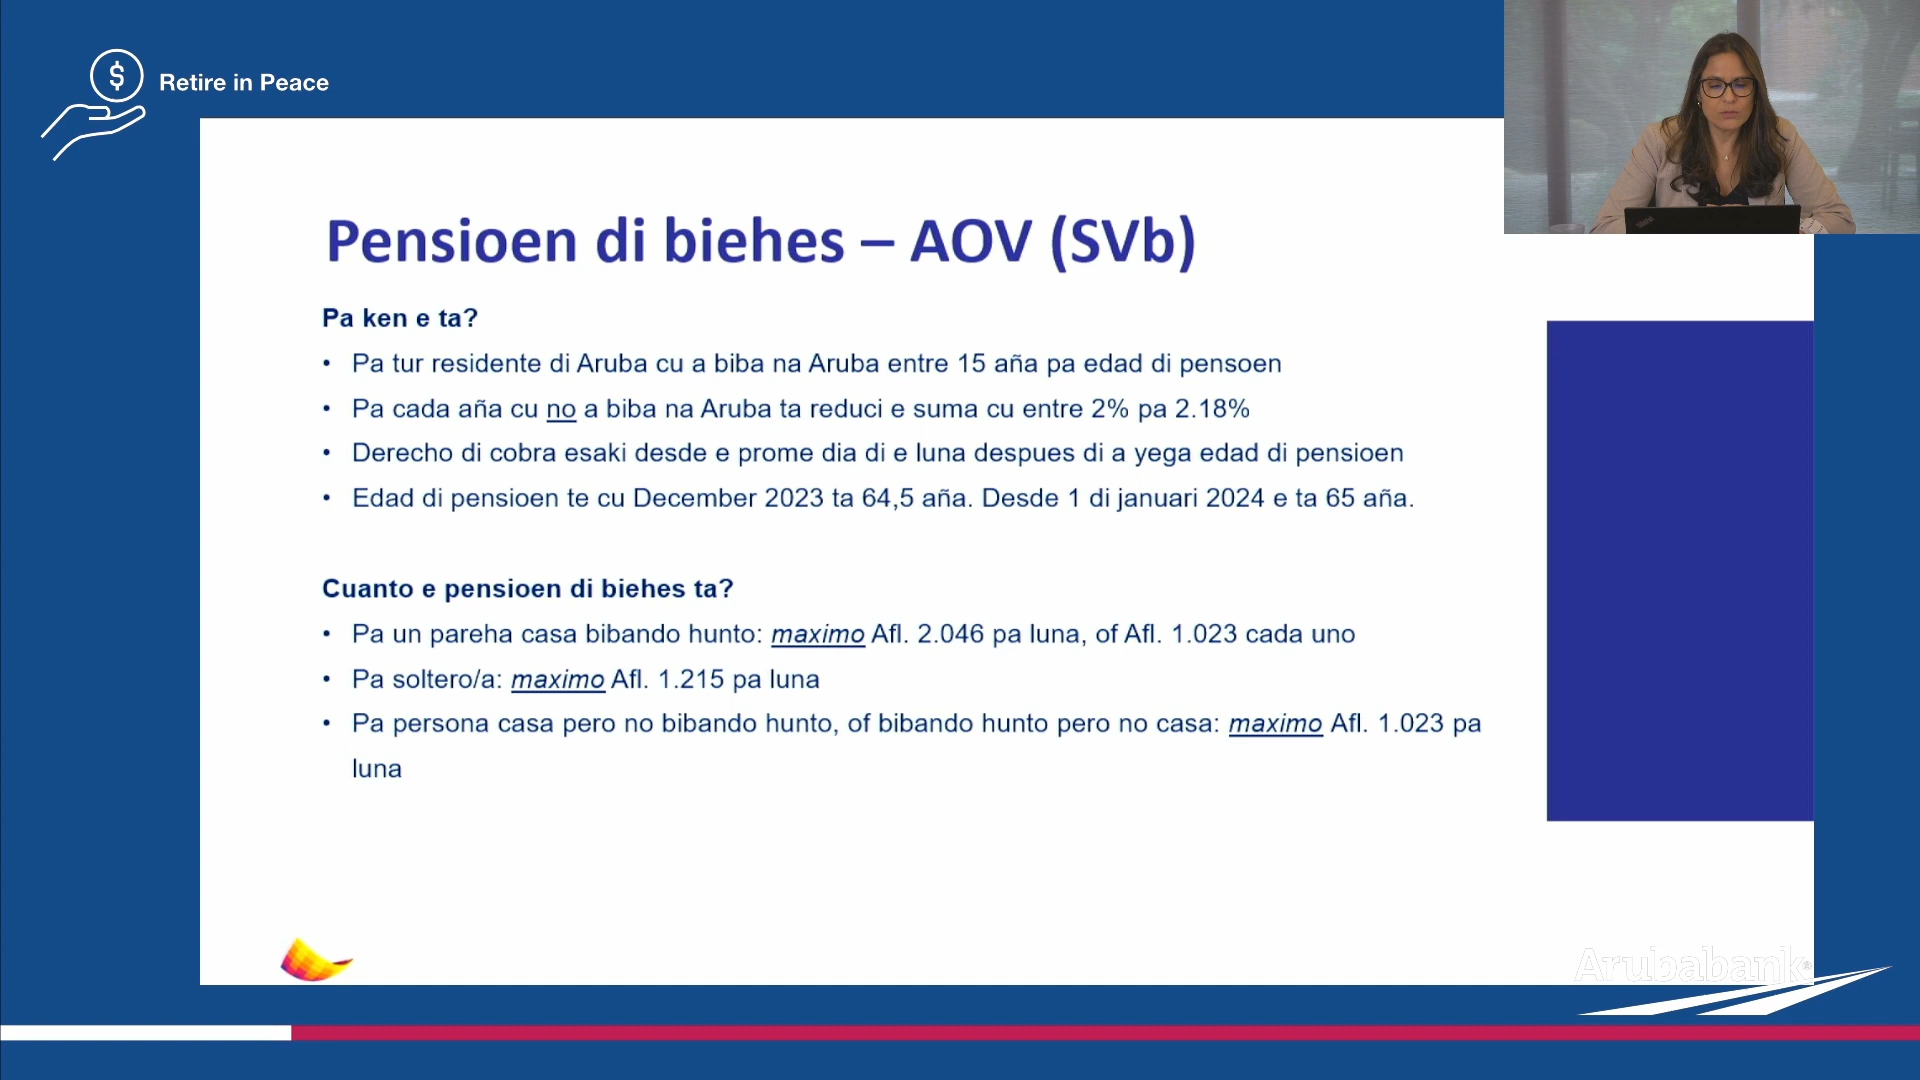 $
Retire in Peace
Pensioen di biehes – AOV (SVb)
Pa ken e ta?
• Pa tur residente di Aruba cu a biba na Aruba entre 15 aña pa edad di pensoen
• Pa cada aña cu no a biba na Aruba ta reduci e suma cu entre 2% pa 2.18%
• Derecho di cobra esaki desde e prome dia di e luna despues di a yega edad di pensioen
• Edad di pensioen te cu December 2023 ta 64,5 aña. Desde 1 di januari 2024 e ta 65 aña.
Cuanto e pensioen di biehes ta?
• Pa un pareha casa bibando hunto: maximo Afl. 2.046 pa luna, of Afl. 1.023 cada uno
• Pa soltero/a: maximo Afl. 1.215 pa luna
• Pa persona casa pero no bibando hunto, of bibando hunto pero no casa: maximo Afl. 1.023 pa
luna
Arubabank®